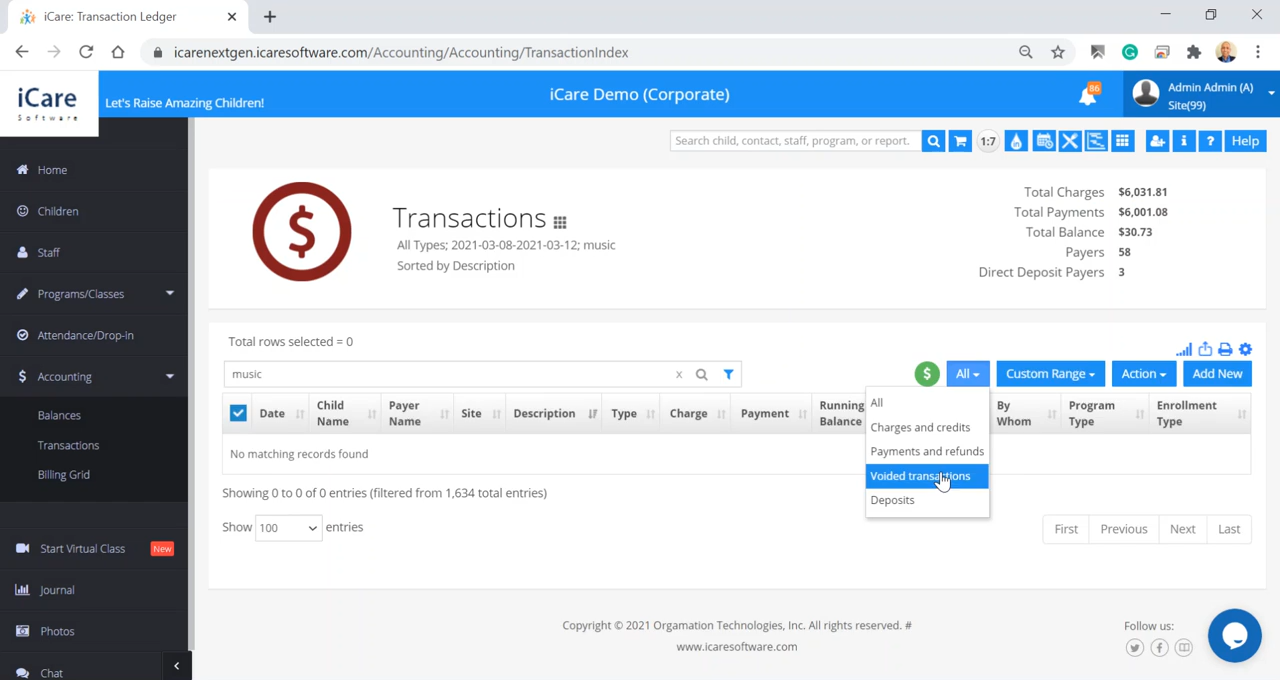 iCare: Transaction Ledger
icarenextgen.icaresoftware.com/Accounting/Accounting/TransactionIndex
iCare
Software
Let's Raise Amazing Children!
iCare Demo (Corporate)
86
Admin Admin (A)
Site(99)
Search child, contact, staff, program, or report.
1:7
Help
Home
Children
Staff
Programs/Classes
Attendance/Drop-in
Accounting
Balances
Transactions
Billing Grid
Start Virtual Class New
Journal
Photos
Chat
Transactions
All Types; 2021-03-08-2021-03-12; music
Sorted by Description
Total Charges $6,031.81
Total Payments $6,001.08
Total Balance $30.73
Payers 58
Direct Deposit Payers 3
Total rows selected = 0
music x
All Custom Range Action Add New
Date Child Name Payer Name Site Description Type Charge Payment Running Balance By Whom Program Type Enrollment Type
All
Charges and credits
Payments and refunds
Voided transactions
Deposits
No matching records found
Showing 0 to 0 of 0 entries (filtered from 1,634 total entries)
Show 100 entries
First Previous Next Last
Copyright © 2021 Orgamation Technologies, Inc. All rights reserved. #
www.icaresoftware.com
Follow us: